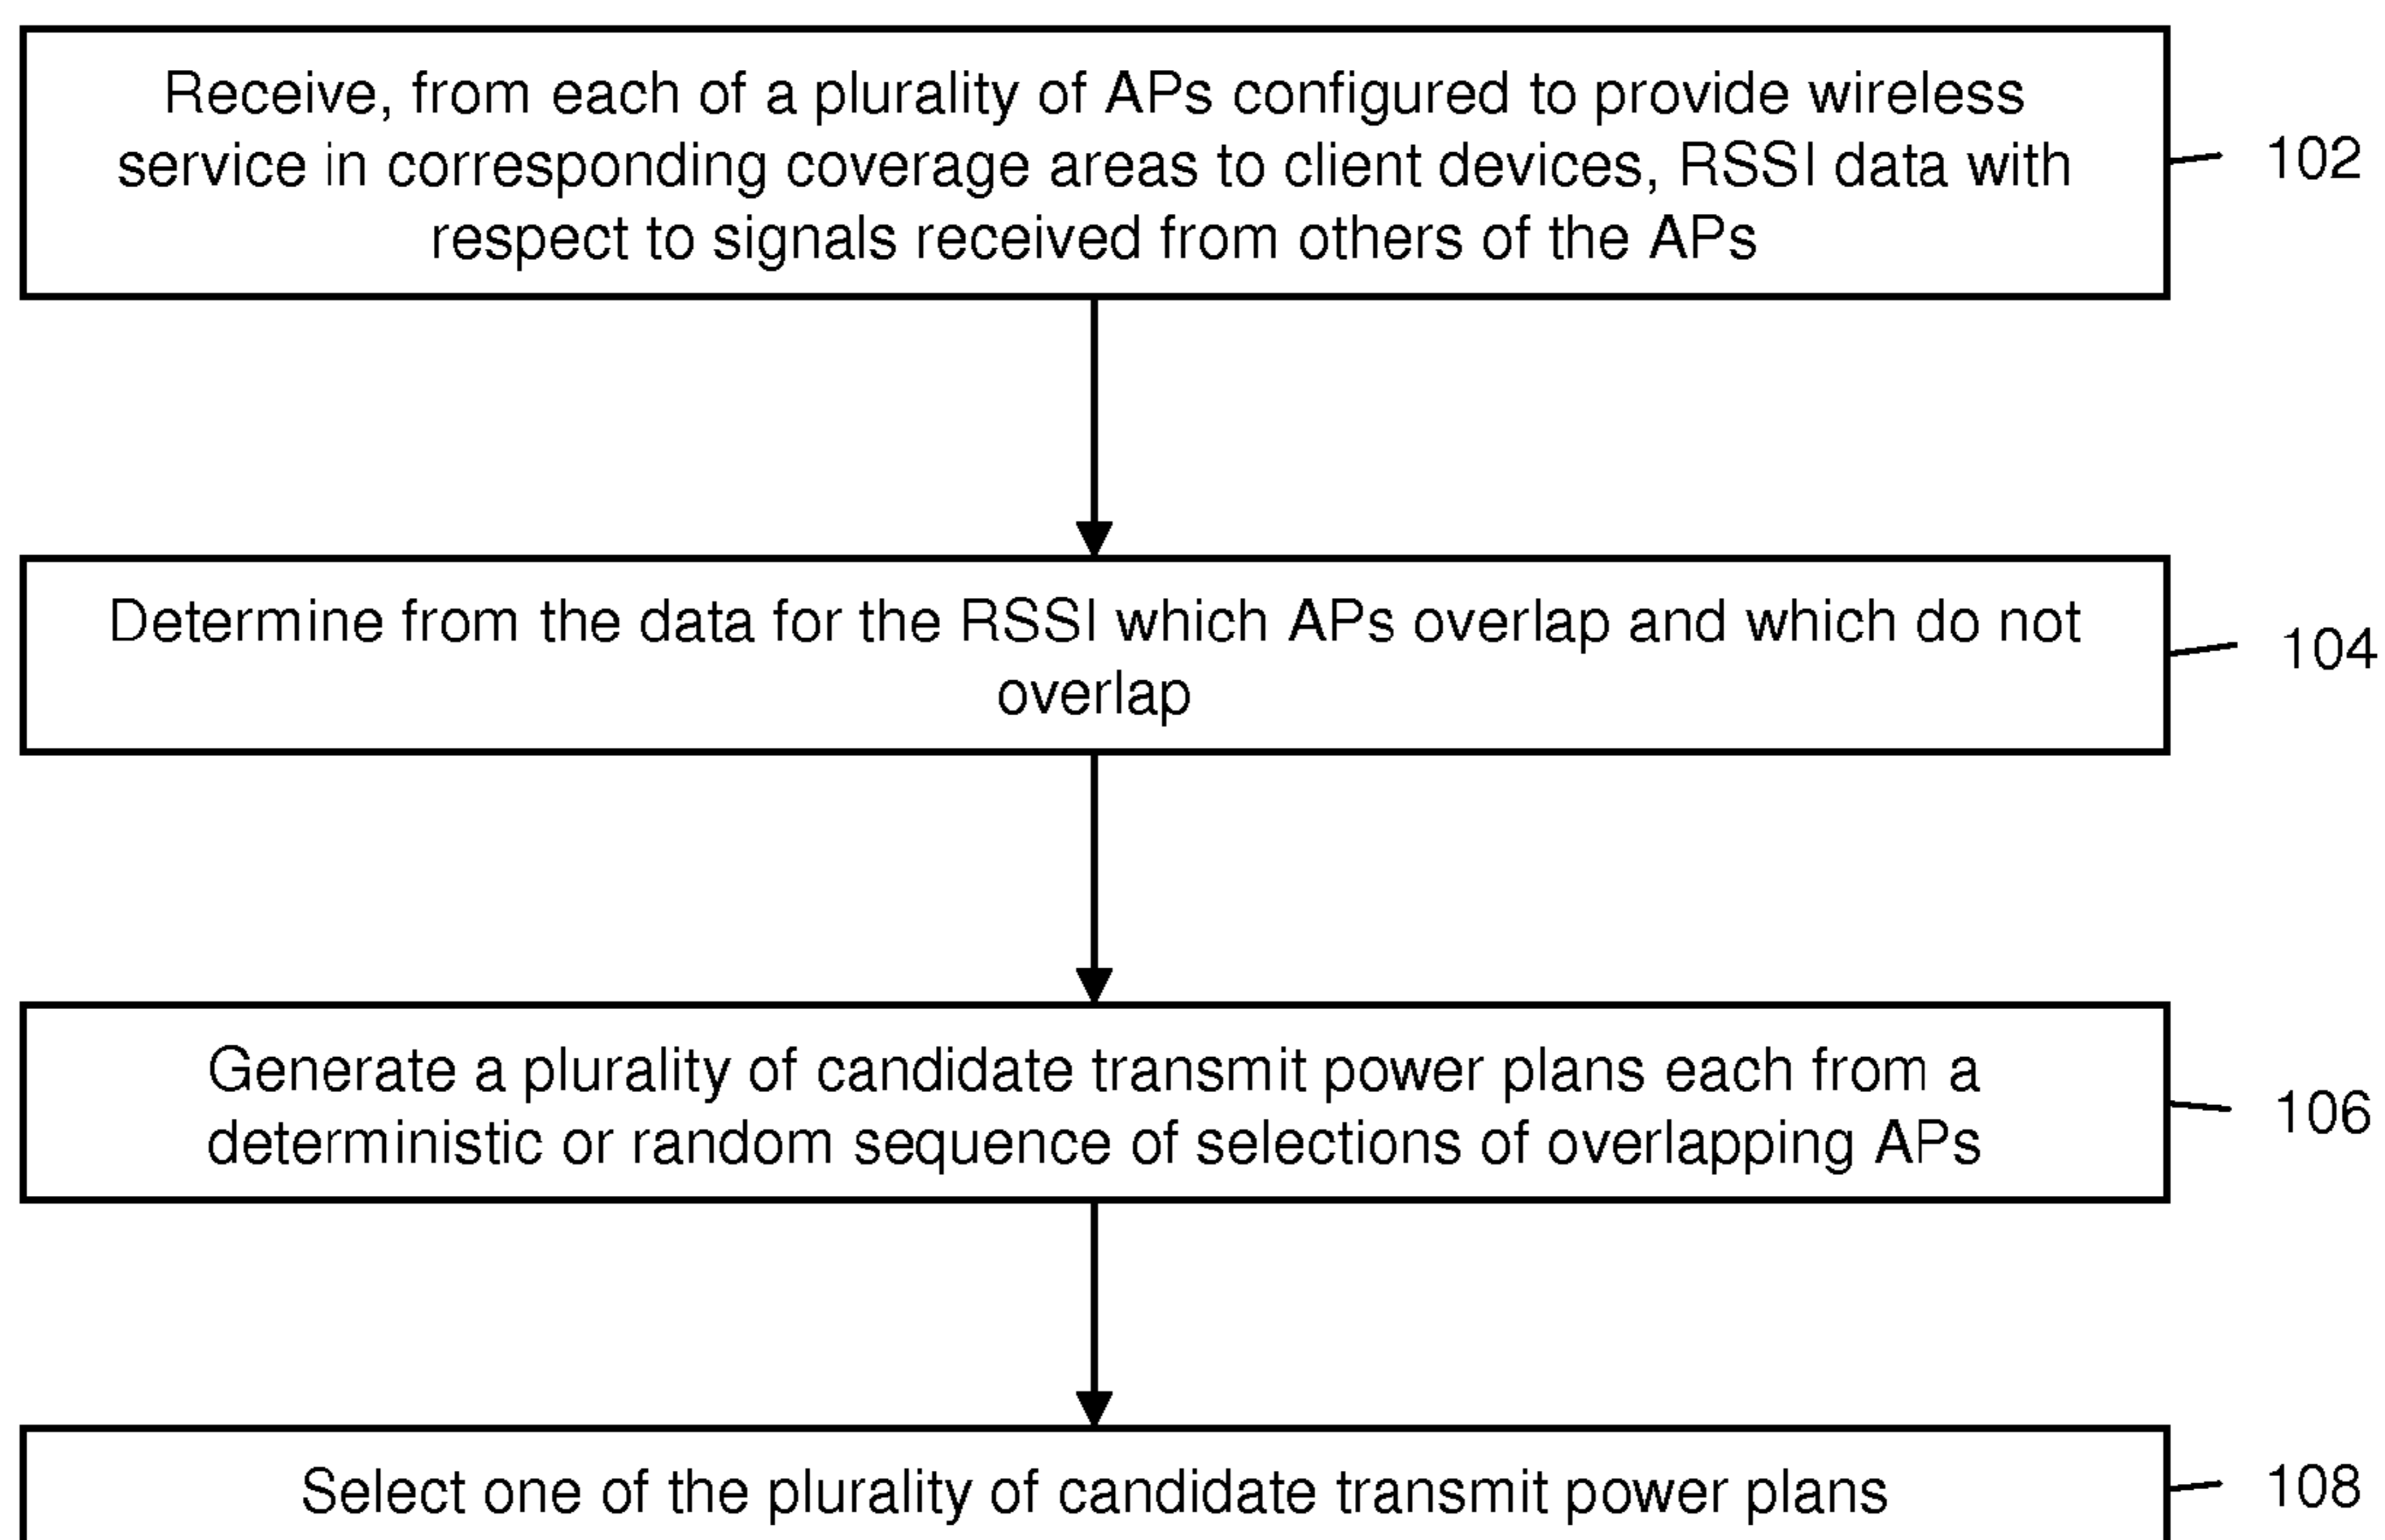 Receive, from each of a plurality of APs configured to provide wireless
service in corresponding coverage areas to client devices, RSSI data with
respect to signals received from others of the APs
102
Determine from the data for the RSSI which APs overlap and which do not
overlap
104
Generate a plurality of candidate transmit power plans each from a
deterministic or random sequence of selections of overlapping APs
106
Select one of the plurality of candidate transmit power plans
108